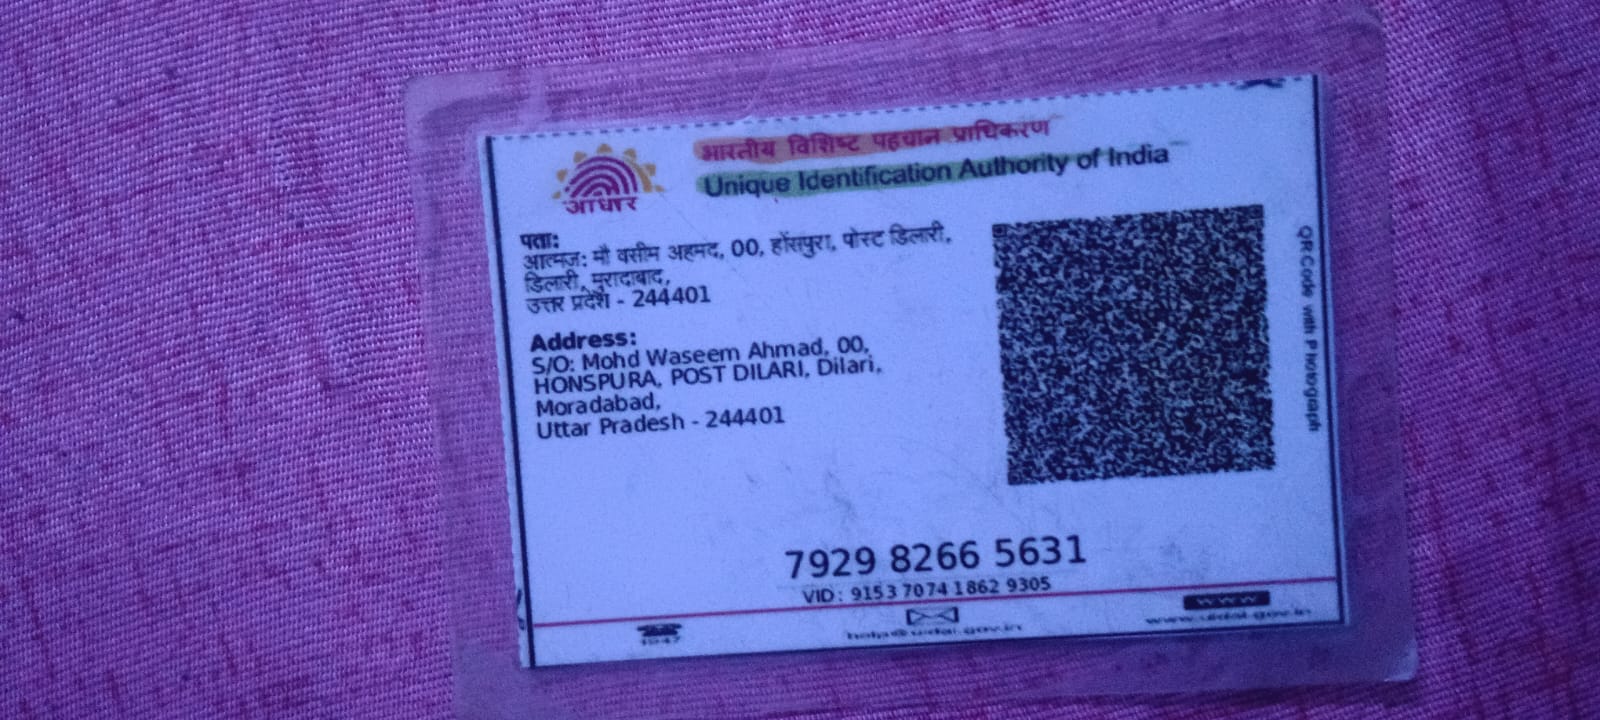 भारतीय विशिष्ट पहचान प्राधिकरण
Unique Identification Authority of India
आधार
पता:
आत्मज: मौ वसीम अहमद, 00, होंसपुरा, पोस्ट डिलारी,
डिलारी, मुरादाबाद,
उत्तर प्रदेश - 244401
Address:
S/O: Mohd Waseem Ahmad, 00,
HONSPURA, POST DILARI, Dilari,
Moradabad,
Uttar Pradesh - 244401
QR Code with Photograph
7929 8266 5631
VID : 9153 7074 1862 9305
1947
help@uidai.gov.in
www
www.uidai.gov.in